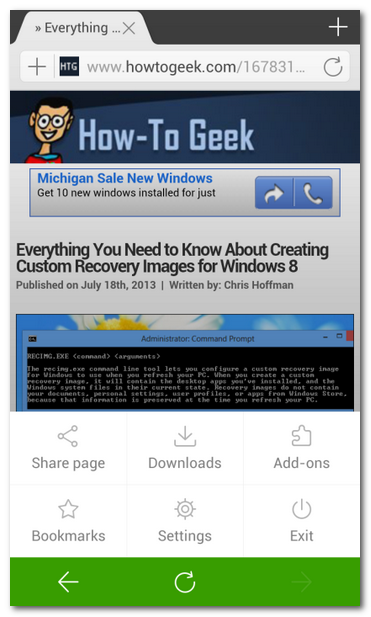 » Everything ...
HTG www.howtogeek.com/167831...
How-To Geek
Michigan Sale New Windows
Get 10 new windows installed for just
Everything You Need to Know About Creating
Custom Recovery Images for Windows 8
Published on July 18th, 2013 | Written by: Chris Hoffman
Administrator: Command Prompt
RECIMG.EXE <command> <arguments>
The recimg.exe command line tool lets you configure a custom recovery image
for Windows to use when you refresh your PC. When you create a custom
recovery image, it will contain the desktop apps you've installed, and the
Windows system files in their current state. Recovery images do not contain
your documents, personal settings, user profiles, or apps from Windows Store,
because that information is preserved at the time you refresh your PC.
Share page Downloads Add-ons
Bookmarks Settings Exit